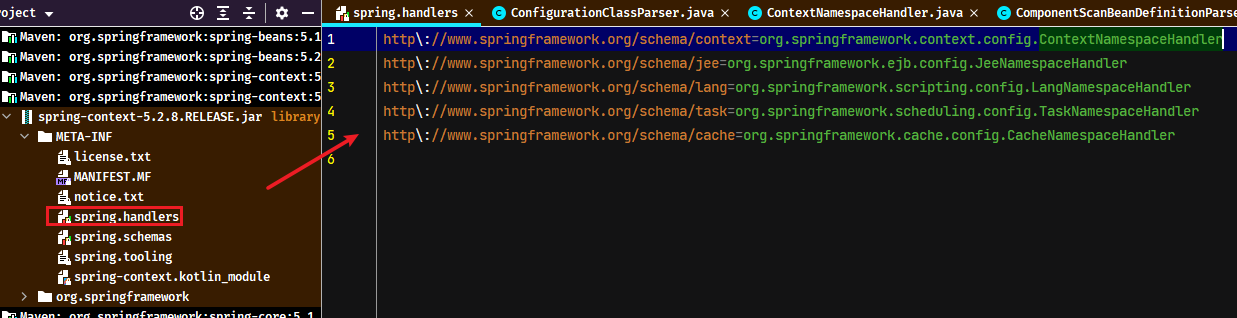 roject
Maven: org.springframework:spring-beans:5.1
Maven: org.springframework:spring-beans:5.2
Maven: org.springframework:spring-context:5
Maven: org.springframework:spring-context:5
spring-context-5.2.8.RELEASE.jar library
META-INF
license.txt
MANIFEST.MF
notice.txt
spring.handlers
spring.schemas
spring.tooling
spring-context.kotlin_module
org.springframework
Maven: org.springframework:spring-core:5.1
spring.handlers ConfigurationClassParser.java ContextNamespaceHandler.java ComponentScanBeanDefinitionParse
1 http\://www.springframework.org/schema/context=org.springframework.context.config.ContextNamespaceHandler
2 http\://www.springframework.org/schema/jee=org.springframework.ejb.config.JeeNamespaceHandler
3 http\://www.springframework.org/schema/lang=org.springframework.scripting.config.LangNamespaceHandler
4 http\://www.springframework.org/schema/task=org.springframework.scheduling.config.TaskNamespaceHandler
5 http\://www.springframework.org/schema/cache=org.springframework.cache.config.CacheNamespaceHandler
6